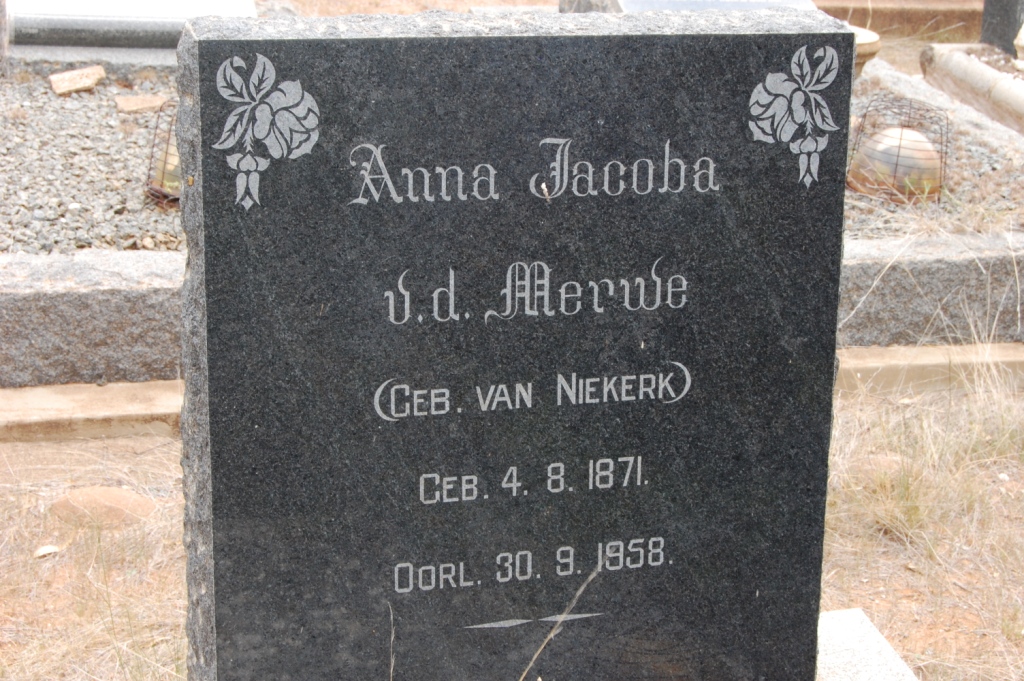 Anna Jacoba
v.d. Merwe
(GEB. VAN NIEKERK)
GEB. 4. 8. 1871.
OORL. 30. 9. 1958.